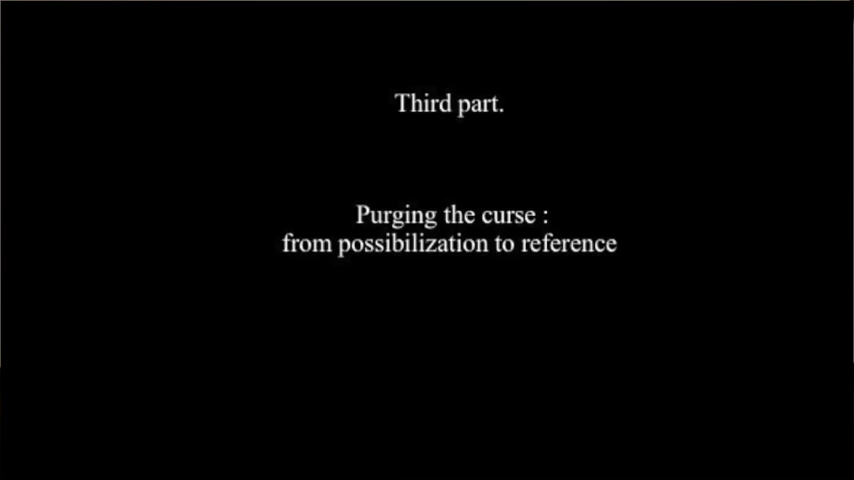 Third part.
Purging the curse :
from possibilization to reference